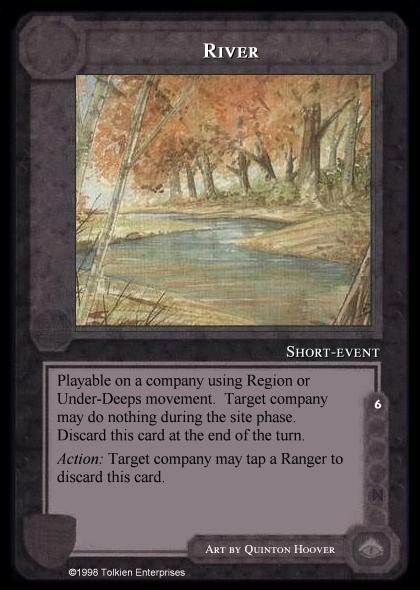 RIVER
SHORT-EVENT
Playable on a company using Region or
Under-Deeps movement. Target company
may do nothing during the site phase.
Discard this card at the end of the turn.
6
Action: Target company may tap a Ranger to
discard this card.
ART BY QUINTON HOOVER
©1998 Tolkien Enterprises